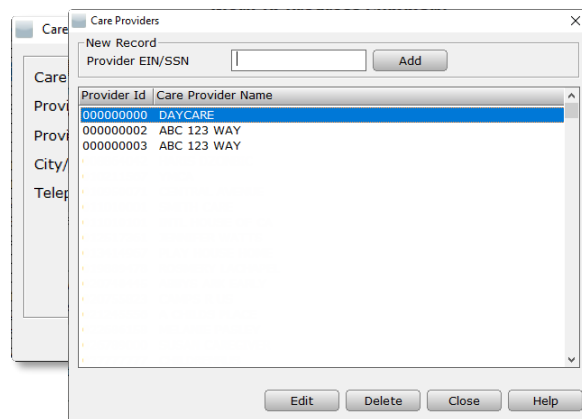 Care
Care
Provi
Provi
City/
Telep
Care Providers
New Record
Provider EIN/SSN
Add
Provider Id Care Provider Name
000000000 DAYCARE
000000002 ABC 123 WAY
000000003 ABC 123 WAY
Edit Delete Close Help